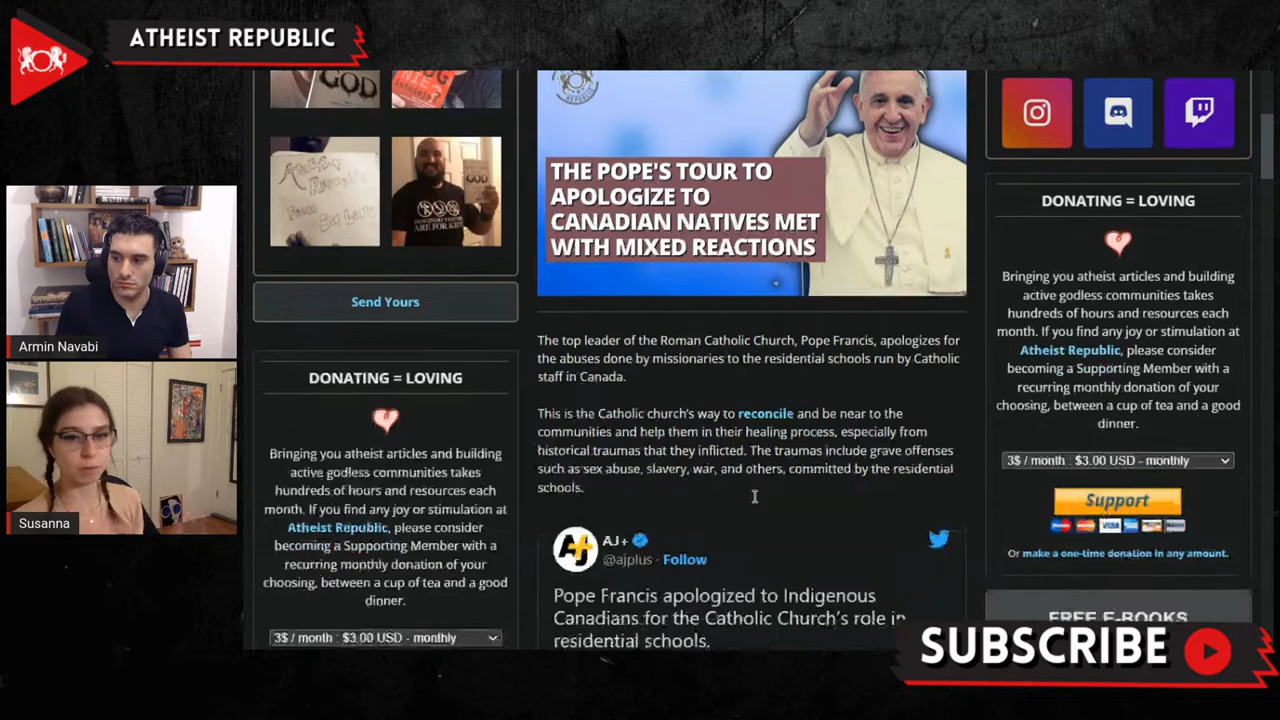 ATHEIST REPUBLIC
GOD
GOD
Send Yours
DONATING = LOVING
Bringing you atheist articles and building
active godless communities takes
hundreds of hours and resources each
month. If you find any joy or stimulation at
Atheist Republic, please consider
becoming a Supporting Member with a
recurring monthly donation of your
choosing, between a cup of tea and a good
dinner.
3$ / month : $3.00 USD - monthly
THE POPE'S TOUR TO
APOLOGIZE TO
CANADIAN NATIVES MET
WITH MIXED REACTIONS
The top leader of the Roman Catholic Church, Pope Francis, apologizes for
the abuses done by missionaries to the residential schools run by Catholic
staff in Canada.
This is the Catholic church's way to reconcile and be near to the
communities and help them in their healing process, especially from
historical traumas that they inflicted. The traumas include grave offenses
such as sex abuse, slavery, war, and others, committed by the residential
schools.
AJ+
@ajplus · Follow
Pope Francis apologized to Indigenous
Canadians for the Catholic Church's role in
residential schools.
DONATING = LOVING
Bringing you atheist articles and building
active godless communities takes
hundreds of hours and resources each
month. If you find any joy or stimulation at
Atheist Republic, please consider
becoming a Supporting Member with a
recurring monthly donation of your
choosing, between a cup of tea and a good
dinner.
3$ / month : $3.00 USD - monthly
Support
Or make a one-time donation in any amount.
FREE E-BOOKS
Armin Navabi
Susanna
SUBSCRIBE